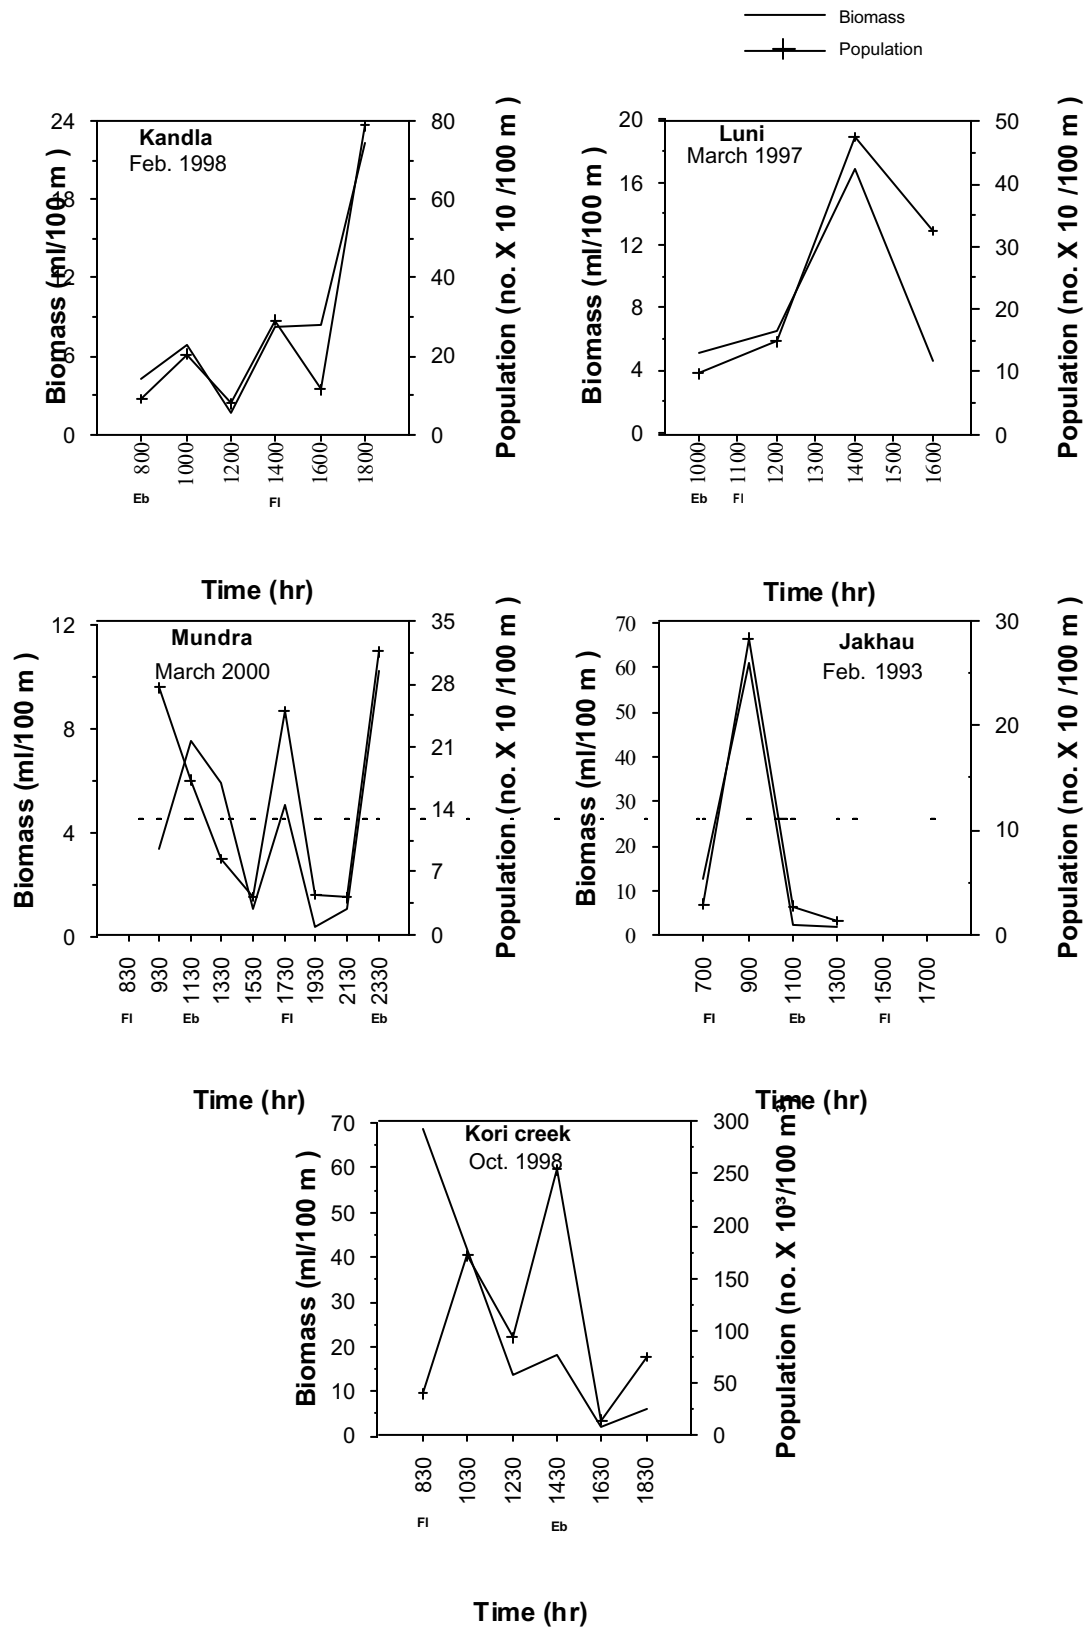 Biomass
Population
Kandla
Feb. 1998
Biomass (ml/100 m )
24
18
12
6
0
80
60
40
20
0
Population (no. X 10 /100 m )
800
1000
1200
1400
1600
1800
Eb
Fl
Time (hr)
Luni
March 1997
Biomass (ml/100 m )
20
16
12
8
4
0
50
40
30
20
10
0
Population (no. X 10 /100 m )
1000
1100
1200
1300
1400
1500
1600
Eb
Fl
Time (hr)
Mundra
March 2000
Biomass (ml/100 m )
12
8
4
0
35
28
21
14
7
0
Population (no. X 10 /100 m )
830
930
1130
1330
1530
1730
1930
2130
2330
Fl
Eb
Fl
Eb
Time (hr)
Jakhau
Feb. 1993
Biomass (ml/100 m )
70
60
50
40
30
20
10
0
30
20
10
0
Population (no. X 10 /100 m )
700
900
1100
1300
1500
1700
Fl
Eb
Fl
Time (hr)
Kori creek
Oct. 1998
Biomass (ml/100 m )
70
60
50
40
30
20
10
0
300
250
200
150
100
50
0
Population (no. X 10³/100 m³)
830
1030
1230
1430
1630
1830
Fl
Eb
Time (hr)